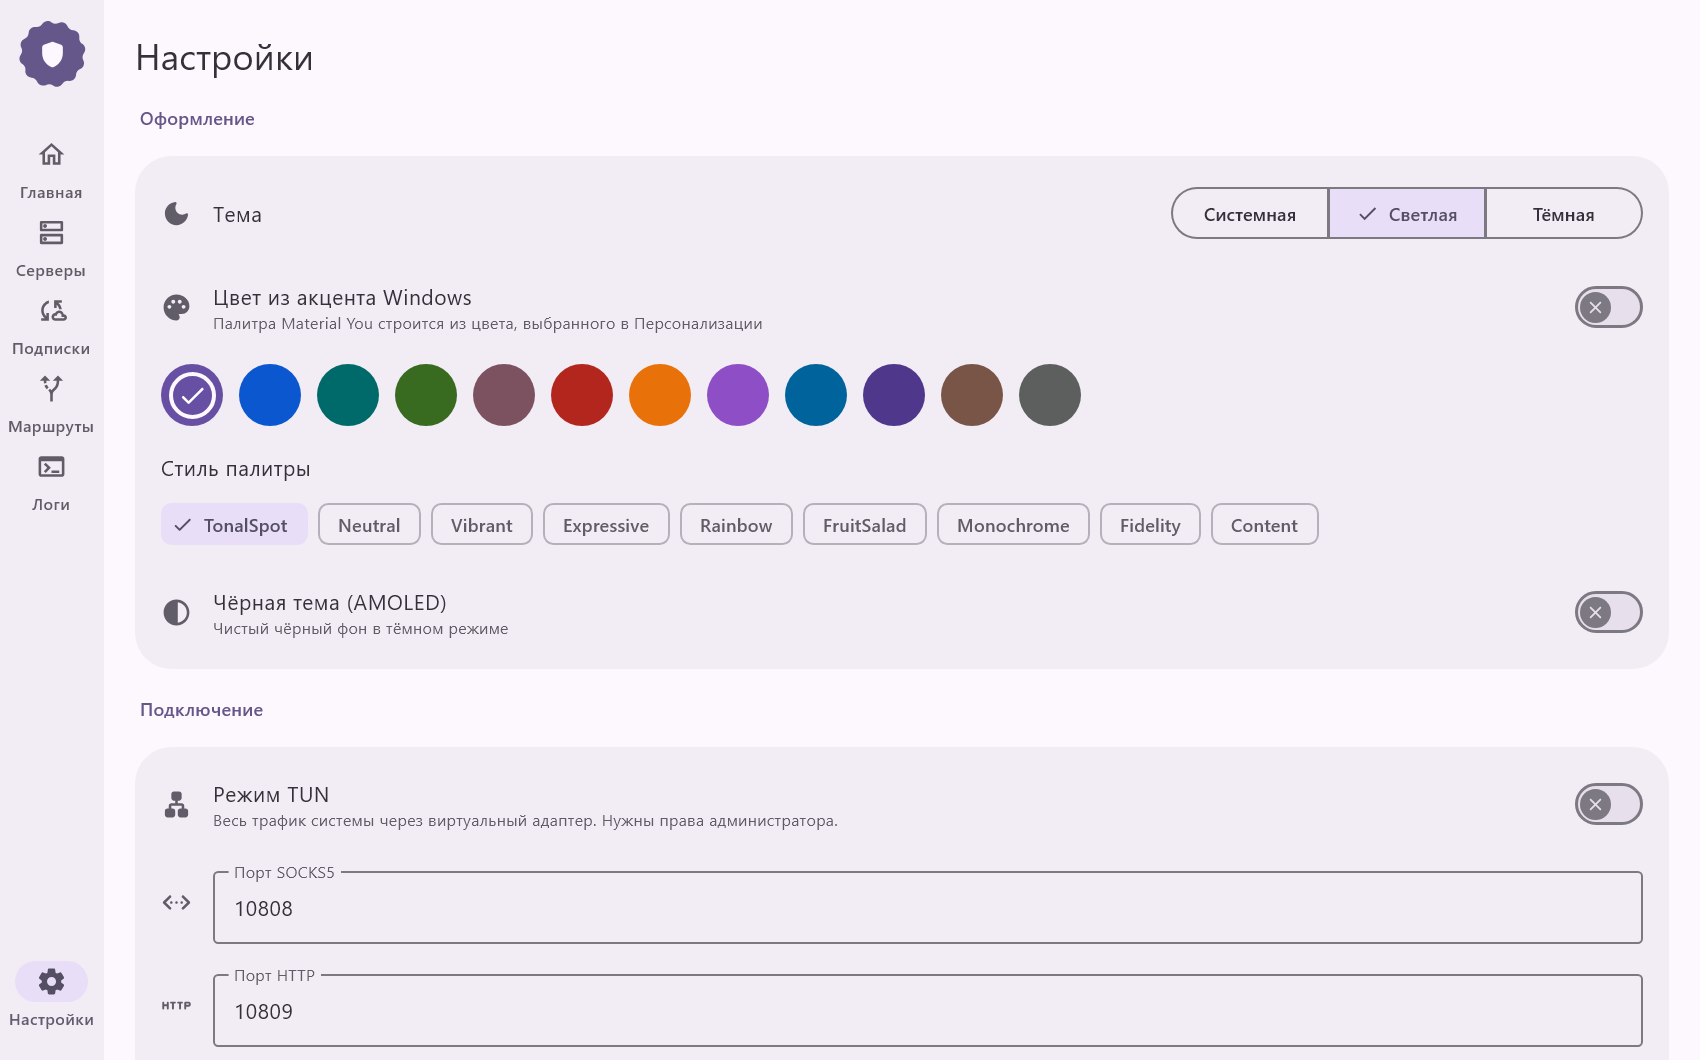 Настройки
Оформление
Главная
Серверы
Подписки
Маршруты
Логи
Настройки
Тема
Системная
Светлая
Тёмная
Цвет из акцента Windows
Палитра Material You строится из цвета, выбранного в Персонализации
Стиль палитры
TonalSpot
Neutral
Vibrant
Expressive
Rainbow
FruitSalad
Monochrome
Fidelity
Content
Чёрная тема (AMOLED)
Чистый чёрный фон в тёмном режиме
Подключение
Режим TUN
Весь трафик системы через виртуальный адаптер. Нужны права администратора.
Порт SOCKS5
10808
HTTP
Порт HTTP
10809